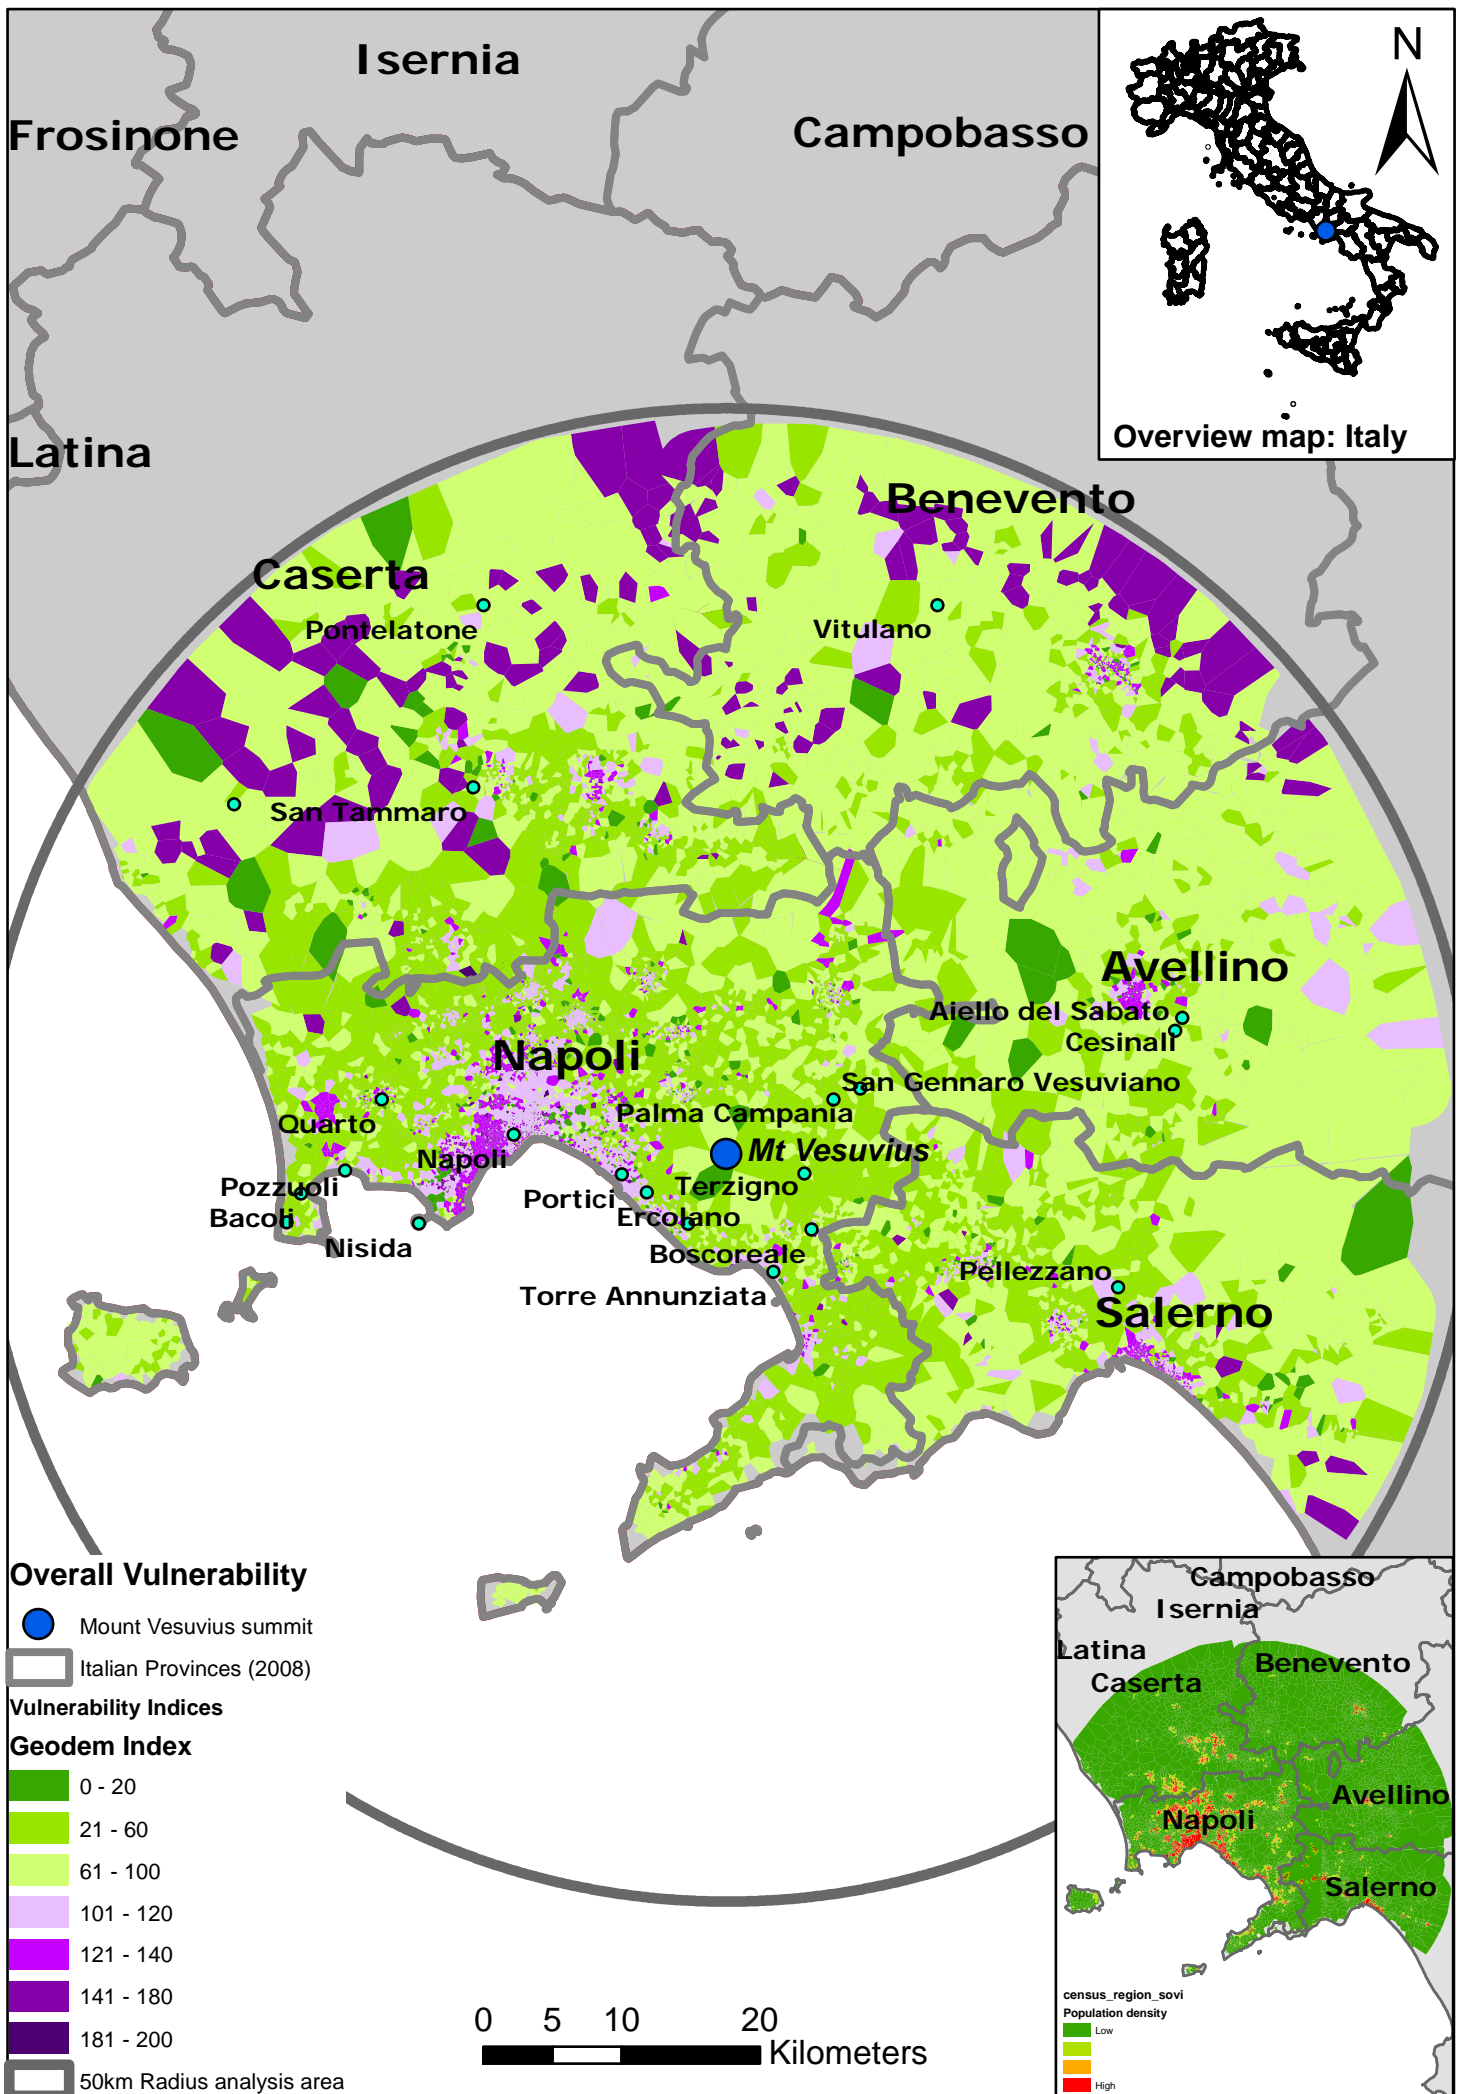 Isernia
Frosinone
Campobasso
N
Latina
Overview map: Italy
Benevento
Caserta
Pontelatone
Vitulano
San Tammaro
Avellino
Aiello del Sabato
Cesinali
Napoli
San Gennaro Vesuviano
Palma Campania
Quarto
Mt Vesuvius
Napoli
Pozzuoli
Terzigno
Portici
Bacoli
Ercolano
Nisida
Boscoreale
Pellezzano
Torre Annunziata
Salerno
Overall Vulnerability
Mount Vesuvius summit
Italian Provinces (2008)
Vulnerability Indices
Geodem Index
0 - 20
21 - 60
61 - 100
101 - 120
121 - 140
141 - 180
181 - 200
50km Radius analysis area
0 5 10 20
Kilometers
Campobasso
Isernia
Latina
Benevento
Caserta
Avellino
Napoli
Salerno
census_region_sovi
Population density
Low
High